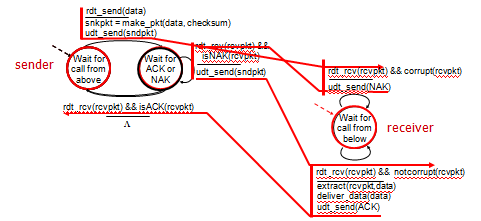 rdt_send(data)
snkpkt = make_pkt(data, checksum)
udt_send(sndpkt)
sender
Wait for
call from
above
Wait for
ACK or
NAK
rdt_rcv(rcvpkt) &&
isNAK(rcvpkt)
udt_send(sndpkt)
rdt_rcv(rcvpkt) && isACK(rcvpkt)
Λ
rdt_rcv(rcvpkt) && corrupt(rcvpkt)
udt_send(NAK)
Wait for
call from
below
receiver
rdt_rcv(rcvpkt) && notcorrupt(rcvpkt)
extract(rcvpkt,data)
deliver_data(data)
udt_send(ACK)